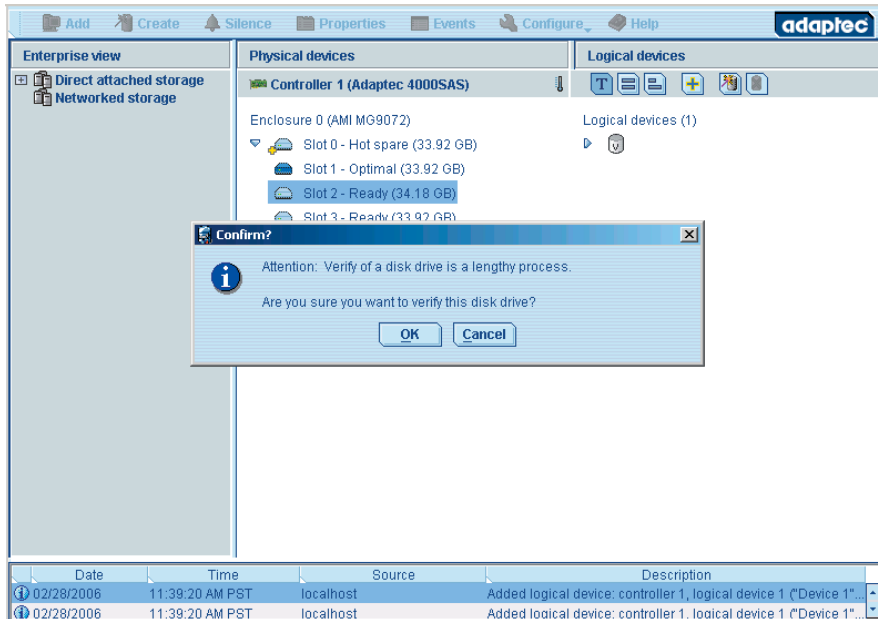 Add Create Silence Properties Events Configure Help adaptec
Enterprise view
Direct attached storage
Networked storage
Physical devices
Controller 1 (Adaptec 4000SAS)
Enclosure 0 (AMI MG9072)
Slot 0 - Hot spare (33.92 GB)
Slot 1 - Optimal (33.92 GB)
Slot 2 - Ready (34.18 GB)
Slot 3 - Ready (33.92 GB)
Logical devices
T
Logical devices (1)
v
Confirm?
Attention: Verify of a disk drive is a lengthy process.
Are you sure you want to verify this disk drive?
OK Cancel
Date Time Source Description
02/28/2006 11:39:20 AM PST localhost Added logical device: controller 1, logical device 1 ("Device 1"...
02/28/2006 11:39:20 AM PST localhost Added logical device: controller 1, logical device 1 ("Device 1"...